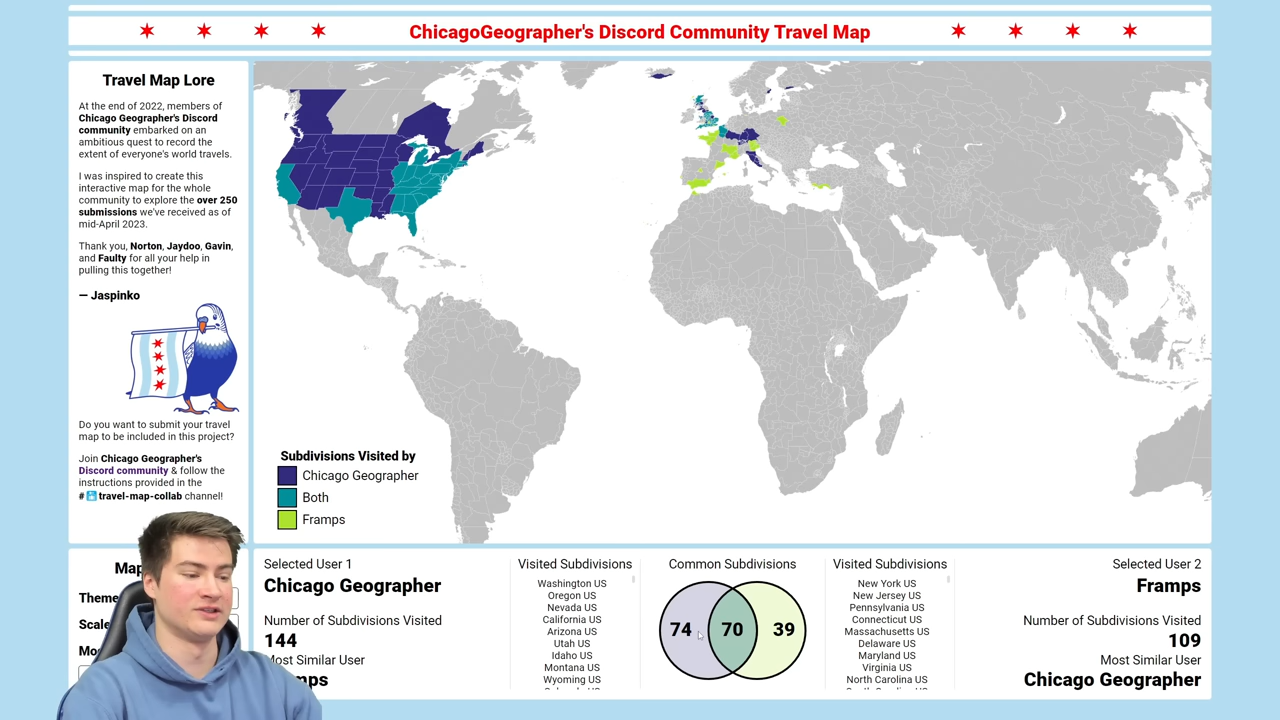 ChicagoGeographer's Discord Community Travel Map
Travel Map Lore
At the end of 2022, members of
Chicago Geographer's Discord
community embarked on an
ambitious quest to record the
extent of everyone's world travels.
I was inspired to create this
interactive map for the whole
community to explore the over 250
submissions we've received as of
mid-April 2023.
Thank you, Norton, Jaydoo, Gavin,
and Faulty for all your help in
pulling this together!
— Jaspinko
Do you want to submit your travel
map to be included in this project?
Join Chicago Geographer's
Discord community & follow the
instructions provided in the
# travel-map-collab channel!
Subdivisions Visited by
Chicago Geographer
Both
Framps
Map
Theme
Scale
Mo
Selected User 1
Chicago Geographer
Number of Subdivisions Visited
144
Most Similar User
mps
Visited Subdivisions
Washington US
Oregon US
Nevada US
California US
Arizona US
Utah US
Idaho US
Montana US
Wyoming US
Common Subdivisions
74
70
39
Visited Subdivisions
New York US
New Jersey US
Pennsylvania US
Connecticut US
Massachusetts US
Delaware US
Maryland US
Virginia US
North Carolina US
Selected User 2
Framps
Number of Subdivisions Visited
109
Most Similar User
Chicago Geographer